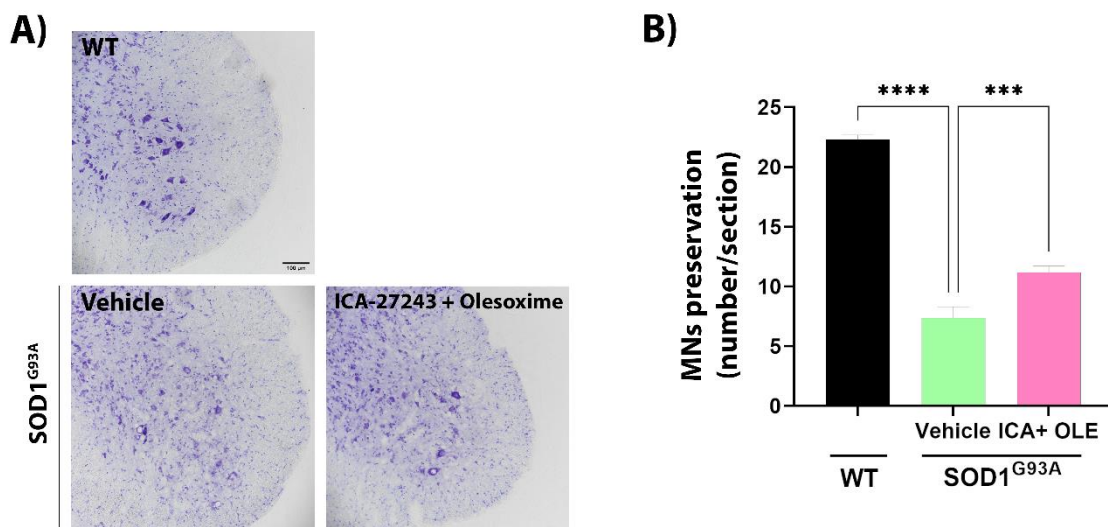 A)
WT
100 µm
Vehicle
ICA-27243 + Olesoxime
SOD1G93A
B)
MNs preservation
(number/section)
25
20
15
10
5
0
****
***
Vehicle ICA+ OLE
WT
SOD1G93A